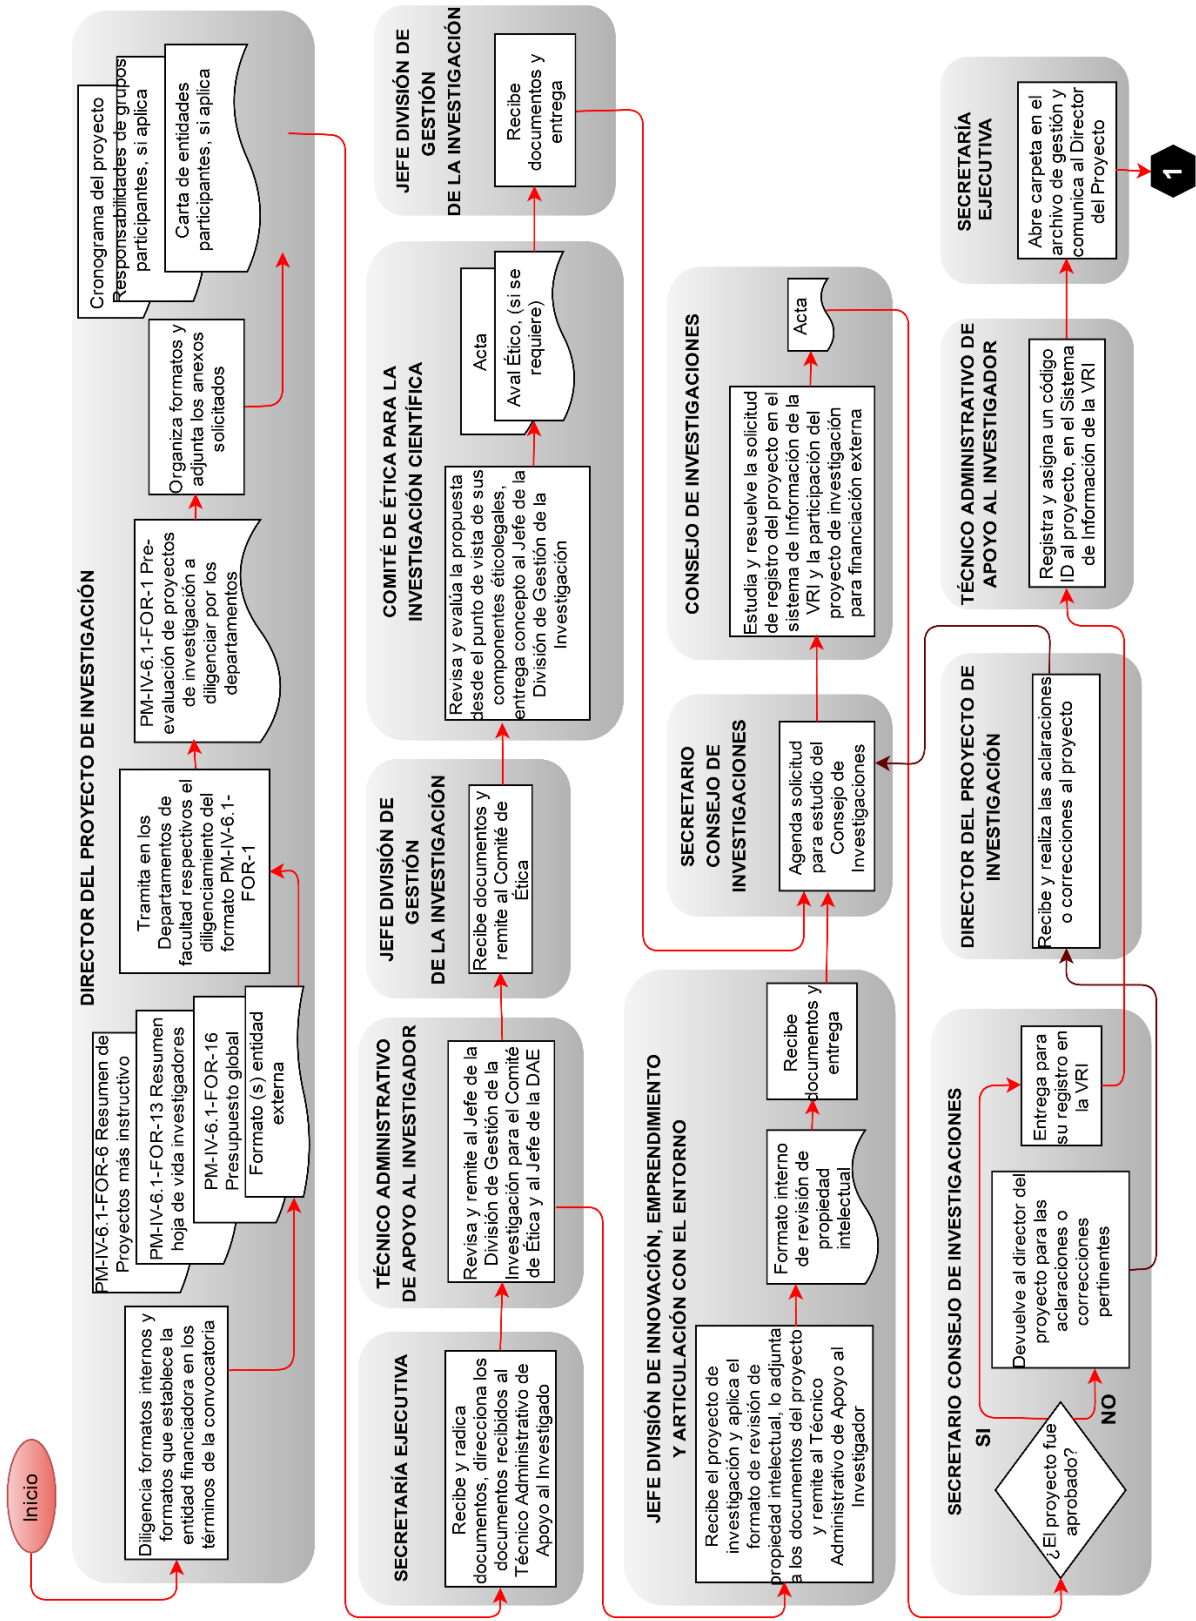 Inicio
DIRECTOR DEL PROYECTO DE INVESTIGACIÓN
Diligencia formatos internos y
formatos que establece la
entidad financiadora en los
términos de la convocatoria
PM-IV-6.1-FOR-6 Resumen de
Proyectos más instructivo
PM-IV-6.1-FOR-13 Resumen
hoja de vida investigadores
PM-IV-6.1-FOR-16
Presupuesto global
Formato (s) entidad
externa
Tramita en los
Departamentos de
facultad respectivos el
diligenciamiento del
formato PM-IV-6.1-
FOR-1
PM-IV-6.1-FOR-1 Pre-
evaluación de proyectos
de investigación a
diligenciar por los
departamentos
Organiza formatos y
adjunta los anexos
solicitados
Cronograma del proyecto
Responsabilidades de grupos
participantes, si aplica
Carta de entidades
participantes, si aplica
SECRETARÍA EJECUTIVA
Recibe y radica
documentos, direcciona los
documentos recibidos al
Técnico Administrativo de
Apoyo al Investigado
TÉCNICO ADMINISTRATIVO
DE APOYO AL INVESTIGADOR
Revisa y remite al Jefe de la
División de Gestión de la
Investigación para el Comité
de Ética y al Jefe de la DAE
JEFE DIVISIÓN DE
GESTIÓN
DE LA INVESTIGACIÓN
Recibe documentos y
remite al Comité de
Ética
COMITÉ DE ÉTICA PARA LA
INVESTIGACIÓN CIENTÍFICA
Revisa y evalúa la propuesta
desde el punto de vista de sus
componentes éticolegales,
entrega concepto al Jefe de la
División de Gestión de la
Investigación
Acta
Aval Ético, (si se
requiere)
JEFE DIVISIÓN DE
GESTIÓN
DE LA INVESTIGACIÓN
Recibe
documentos y
entrega
JEFE DIVISIÓN DE INNOVACIÓN, EMPRENDIMIENTO
Y ARTICULACIÓN CON EL ENTORNO
Recibe el proyecto de
investigación y aplica el
formato de revisión de
propiedad intelectual, lo adjunta
a los documentos del proyecto
y remite al Técnico
Administrativo de Apoyo al
Investigador
Formato interno
de revisión de
propiedad
intelectual
Recibe
documentos y
entrega
SECRETARIO
CONSEJO DE
INVESTIGACIONES
Agenda solicitud
para estudio del
Consejo de
Investigaciones
CONSEJO DE INVESTIGACIONES
Estudia y resuelve la solicitud
de registro del proyecto en el
sistema de Información de la
VRI y la participación del
proyecto de investigación
para financiación externa
Acta
SECRETARIO CONSEJO DE INVESTIGACIONES
¿El proyecto fue
aprobado?
SI
NO
Devuelve al director del
proyecto para las
aclaraciones o
correcciones
pertinentes
Entrega para
su registro en
la VRI
DIRECTOR DEL PROYECTO DE
INVESTIGACIÓN
Recibe y realiza las aclaraciones
o correcciones al proyecto
TÉCNICO ADMINISTRATIVO DE
APOYO AL INVESTIGADOR
Registra y asigna un código
ID al proyecto, en el Sistema
de Información de la VRI
SECRETARÍA
EJECUTIVA
Abre carpeta en el
archivo de gestión y
comunica al Director
del Proyecto
1